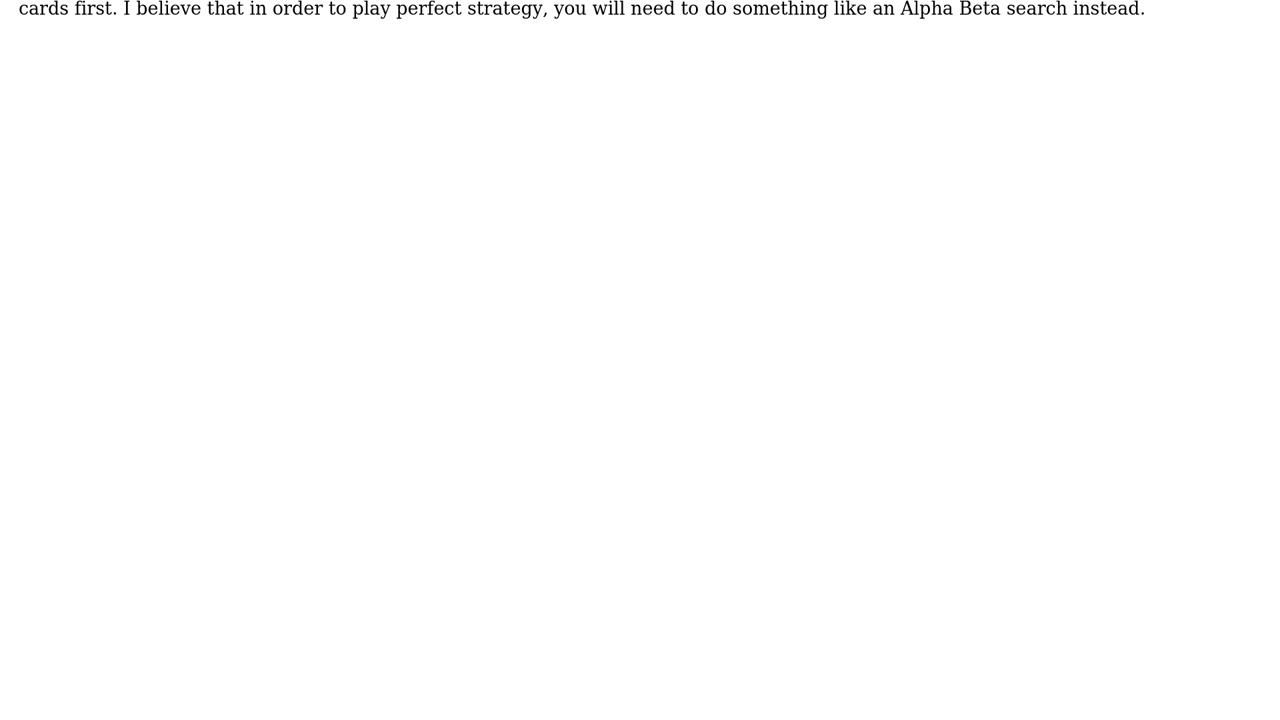 cards first. I believe that in order to play perfect strategy, you will need to do something like an Alpha Beta search instead.